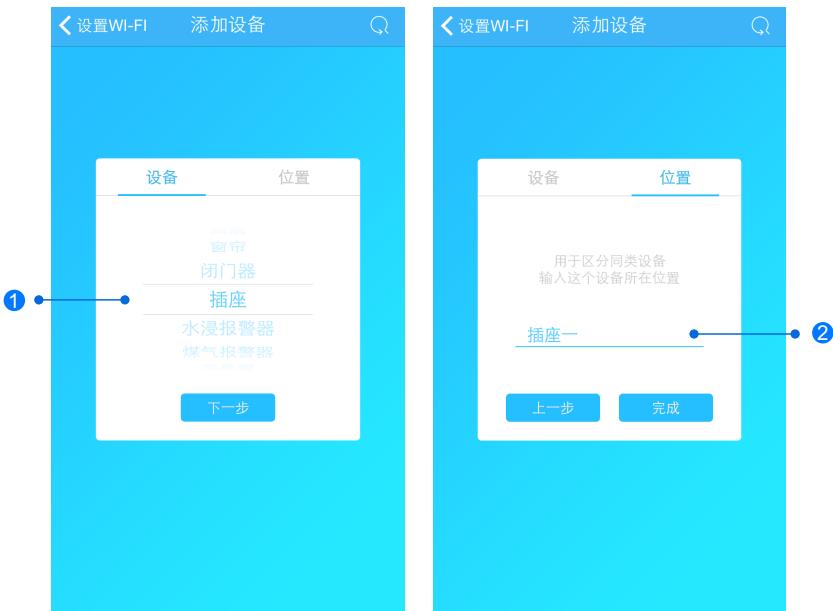 设置WI-FI 添加设备
设备 位置
窗帘
闭门器
插座
水浸报警器
煤气报警器
下一步
1
设置WI-FI 添加设备
设备 位置
用于区分同类设备
输入这个设备所在位置
插座一
上一步 完成
2